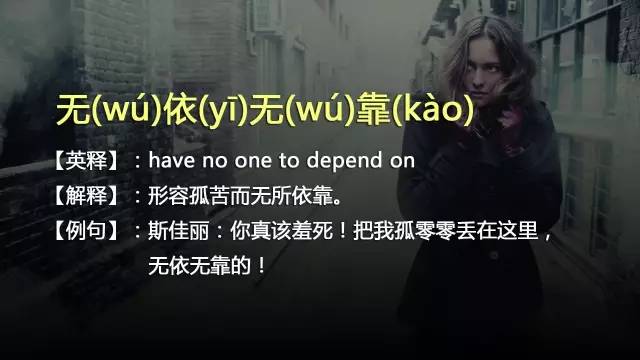 无(wú)依(yī)无(wú)靠(kào)
【英释】：have no one to depend on
【解释】：形容孤苦而无所依靠。
【例句】：斯佳丽：你真该羞死！把我孤零零丢在这里，
无依无靠的！